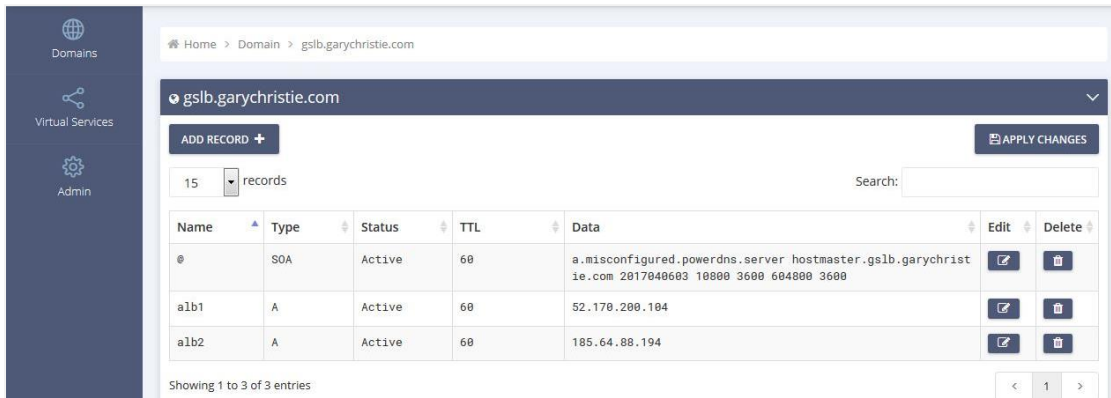 Domains
Virtual Services
Admin
Home > Domain > gslb.garychristie.com
gslb.garychristie.com
ADD RECORD +
APPLY CHANGES
15 records
Search:
Name Type Status TTL Data Edit Delete
@ SOA Active 60 a.misconfigured.powerdns.server hostmaster.gslb.garychrist
ie.com 2017040603 10800 3600 604800 3600
alb1 A Active 60 52.170.200.104
alb2 A Active 60 185.64.88.194
Showing 1 to 3 of 3 entries
< 1 >